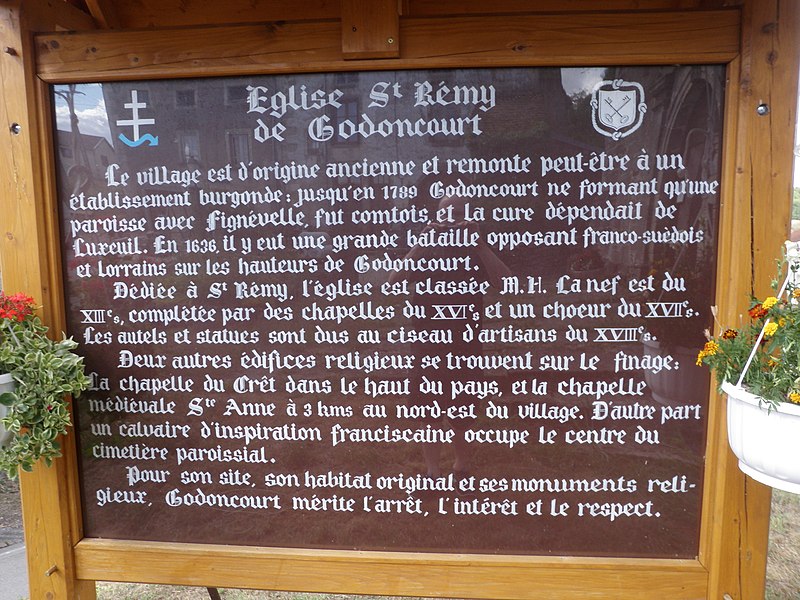 Eglise St Rémy
de Godoncourt
Le village est d'origine ancienne et remonte peut-être à un
établissement burgonde: jusqu'en 1789 Godoncourt ne formant qu'une
paroisse avec Fignévelle, fut comtois, et la cure dépendait de
Luxeuil. En 1636, il y eut une grande bataille opposant franco-suèdois
et Lorrains sur les hauteurs de Godoncourt.
Dédiée à St Rémy, l'église est classée M.H. La nef est du
XIIIes, complétée par des chapelles du XVIes et un choeur du XVIIes.
Les autels et statues sont dus au ciseau d'artisans du XVIIIes.
Deux autres édifices religieux se trouvent sur le finage:
La chapelle du Crêt dans le haut du pays, et la chapelle
médiévale Ste Anne à 3 kms au nord-est du village. D'autre part
un calvaire d'inspiration franciscaine occupe le centre du
cimetière paroissial.
Pour son site, son habitat original et ses monuments reli-
gieux, Godoncourt mérite l'arrêt, l'intérêt et le respect.